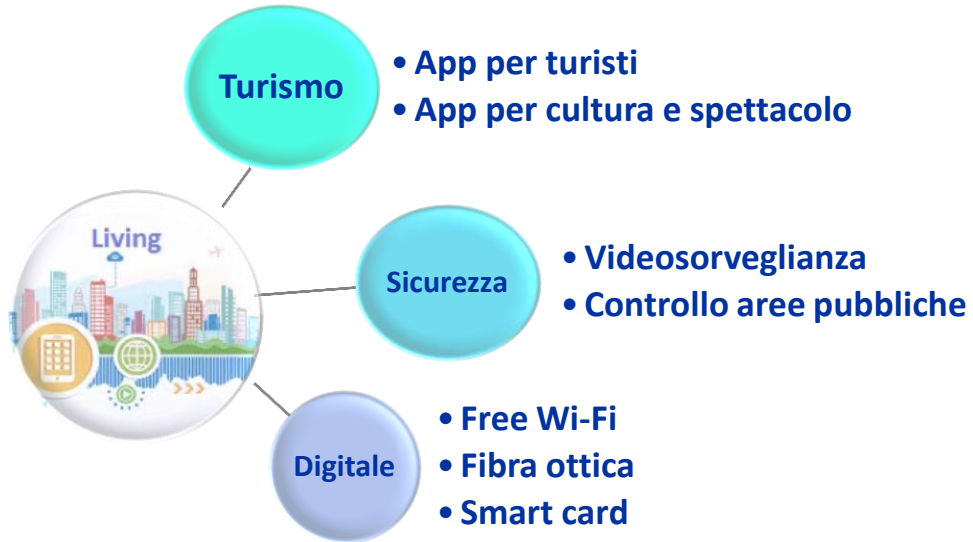 Turismo
• App per turisti
• App per cultura e spettacolo
Living
Sicurezza
• Videosorveglianza
• Controllo aree pubbliche
Digitale
• Free Wi-Fi
• Fibra ottica
• Smart card